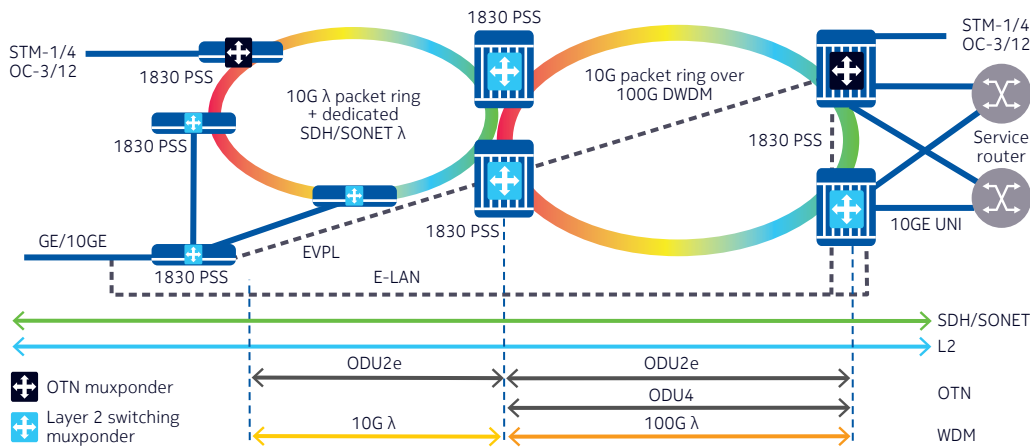 STM-1/4
OC-3/12
1830 PSS
1830 PSS
10G λ packet ring
+ dedicated
SDH/SONET λ
1830 PSS
10G packet ring over
100G DWDM
STM-1/4
OC-3/12
1830 PSS
Service
router
1830 PSS
10GE UNI
GE/10GE
1830 PSS
EVPL
E-LAN
SDH/SONET
L2
ODU2e
ODU2e
OTN
ODU4
10G λ
100G λ
WDM
OTN muxponder
Layer 2 switching
muxponder